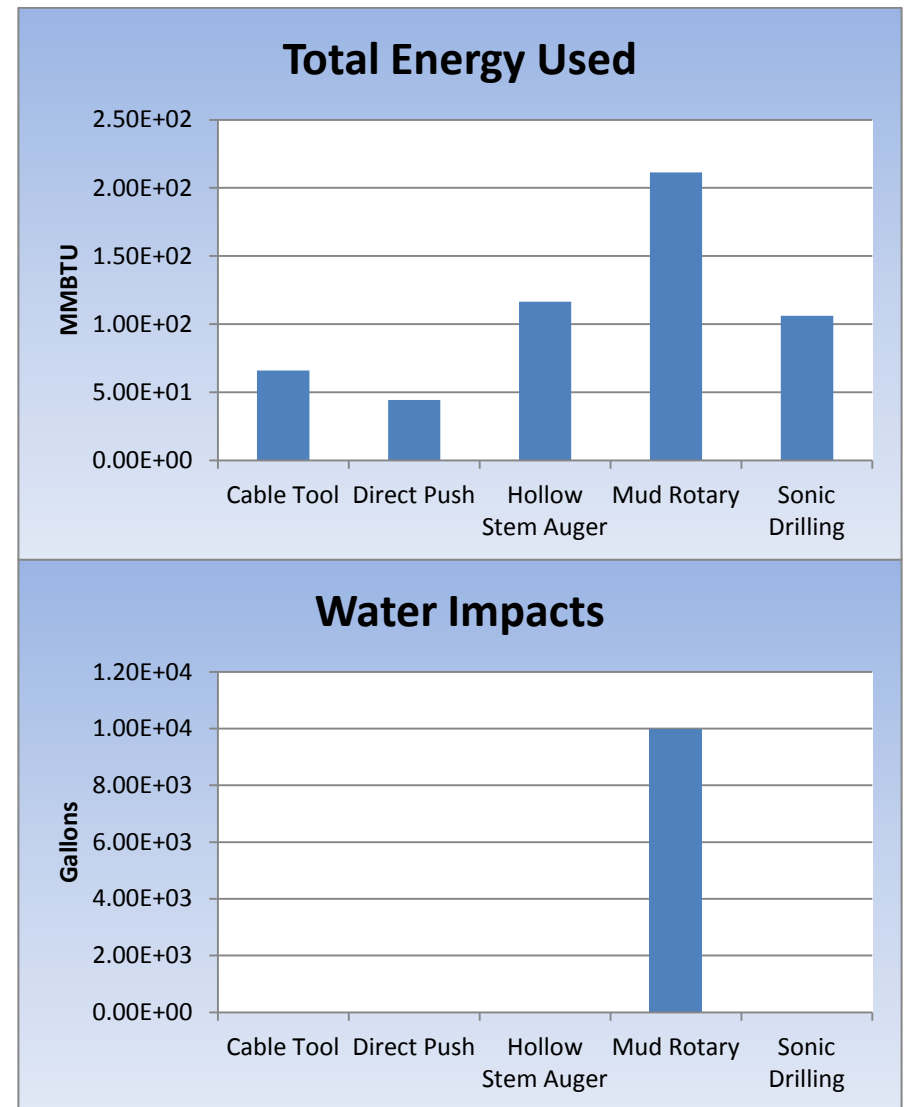 Total Energy Used
2.50E+02
2.00E+02
1.50E+02
1.00E+02
5.00E+01
0.00E+00
MMBTU
Cable Tool Direct Push Hollow Mud Rotary Sonic
Stem Auger Drilling
Water Impacts
1.20E+04
1.00E+04
8.00E+03
6.00E+03
4.00E+03
2.00E+03
0.00E+00
Gallons
Cable Tool Direct Push Hollow Mud Rotary Sonic
Stem Auger Drilling